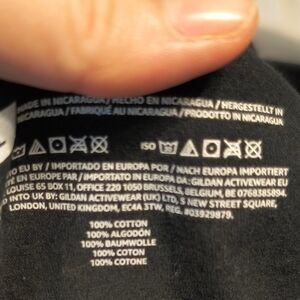 MADE IN NICARAGUA / HECHO EN NICARAGUA / HERGESTELLT IN
NICARAGUA / FABRIQUÉ AU NICARAGUA / PRODOTTO IN NICARAGUA
ISO
EU BY / IMPORTADO EN EUROPA POR / NACH EUROPA IMPORTIERT
EN EUROPE PAR / IMPORTATO IN EUROPA DA: GILDAN ACTIVEWEAR EU
LOUISE 65 BOX 11, OFFICE 220 1050 BRUSSELS, BELGIUM, BE 0768385894.
INTO UK BY: GILDAN ACTIVEWEAR (UK) LTD, 5 NEW STREET SQUARE,
LONDON, UNITED KINGDOM, EC4A 3TW, REG. #03929879.
100% COTTON
100% ALGODÓN
100% BAUMWOLLE
100% COTON
100% COTONE